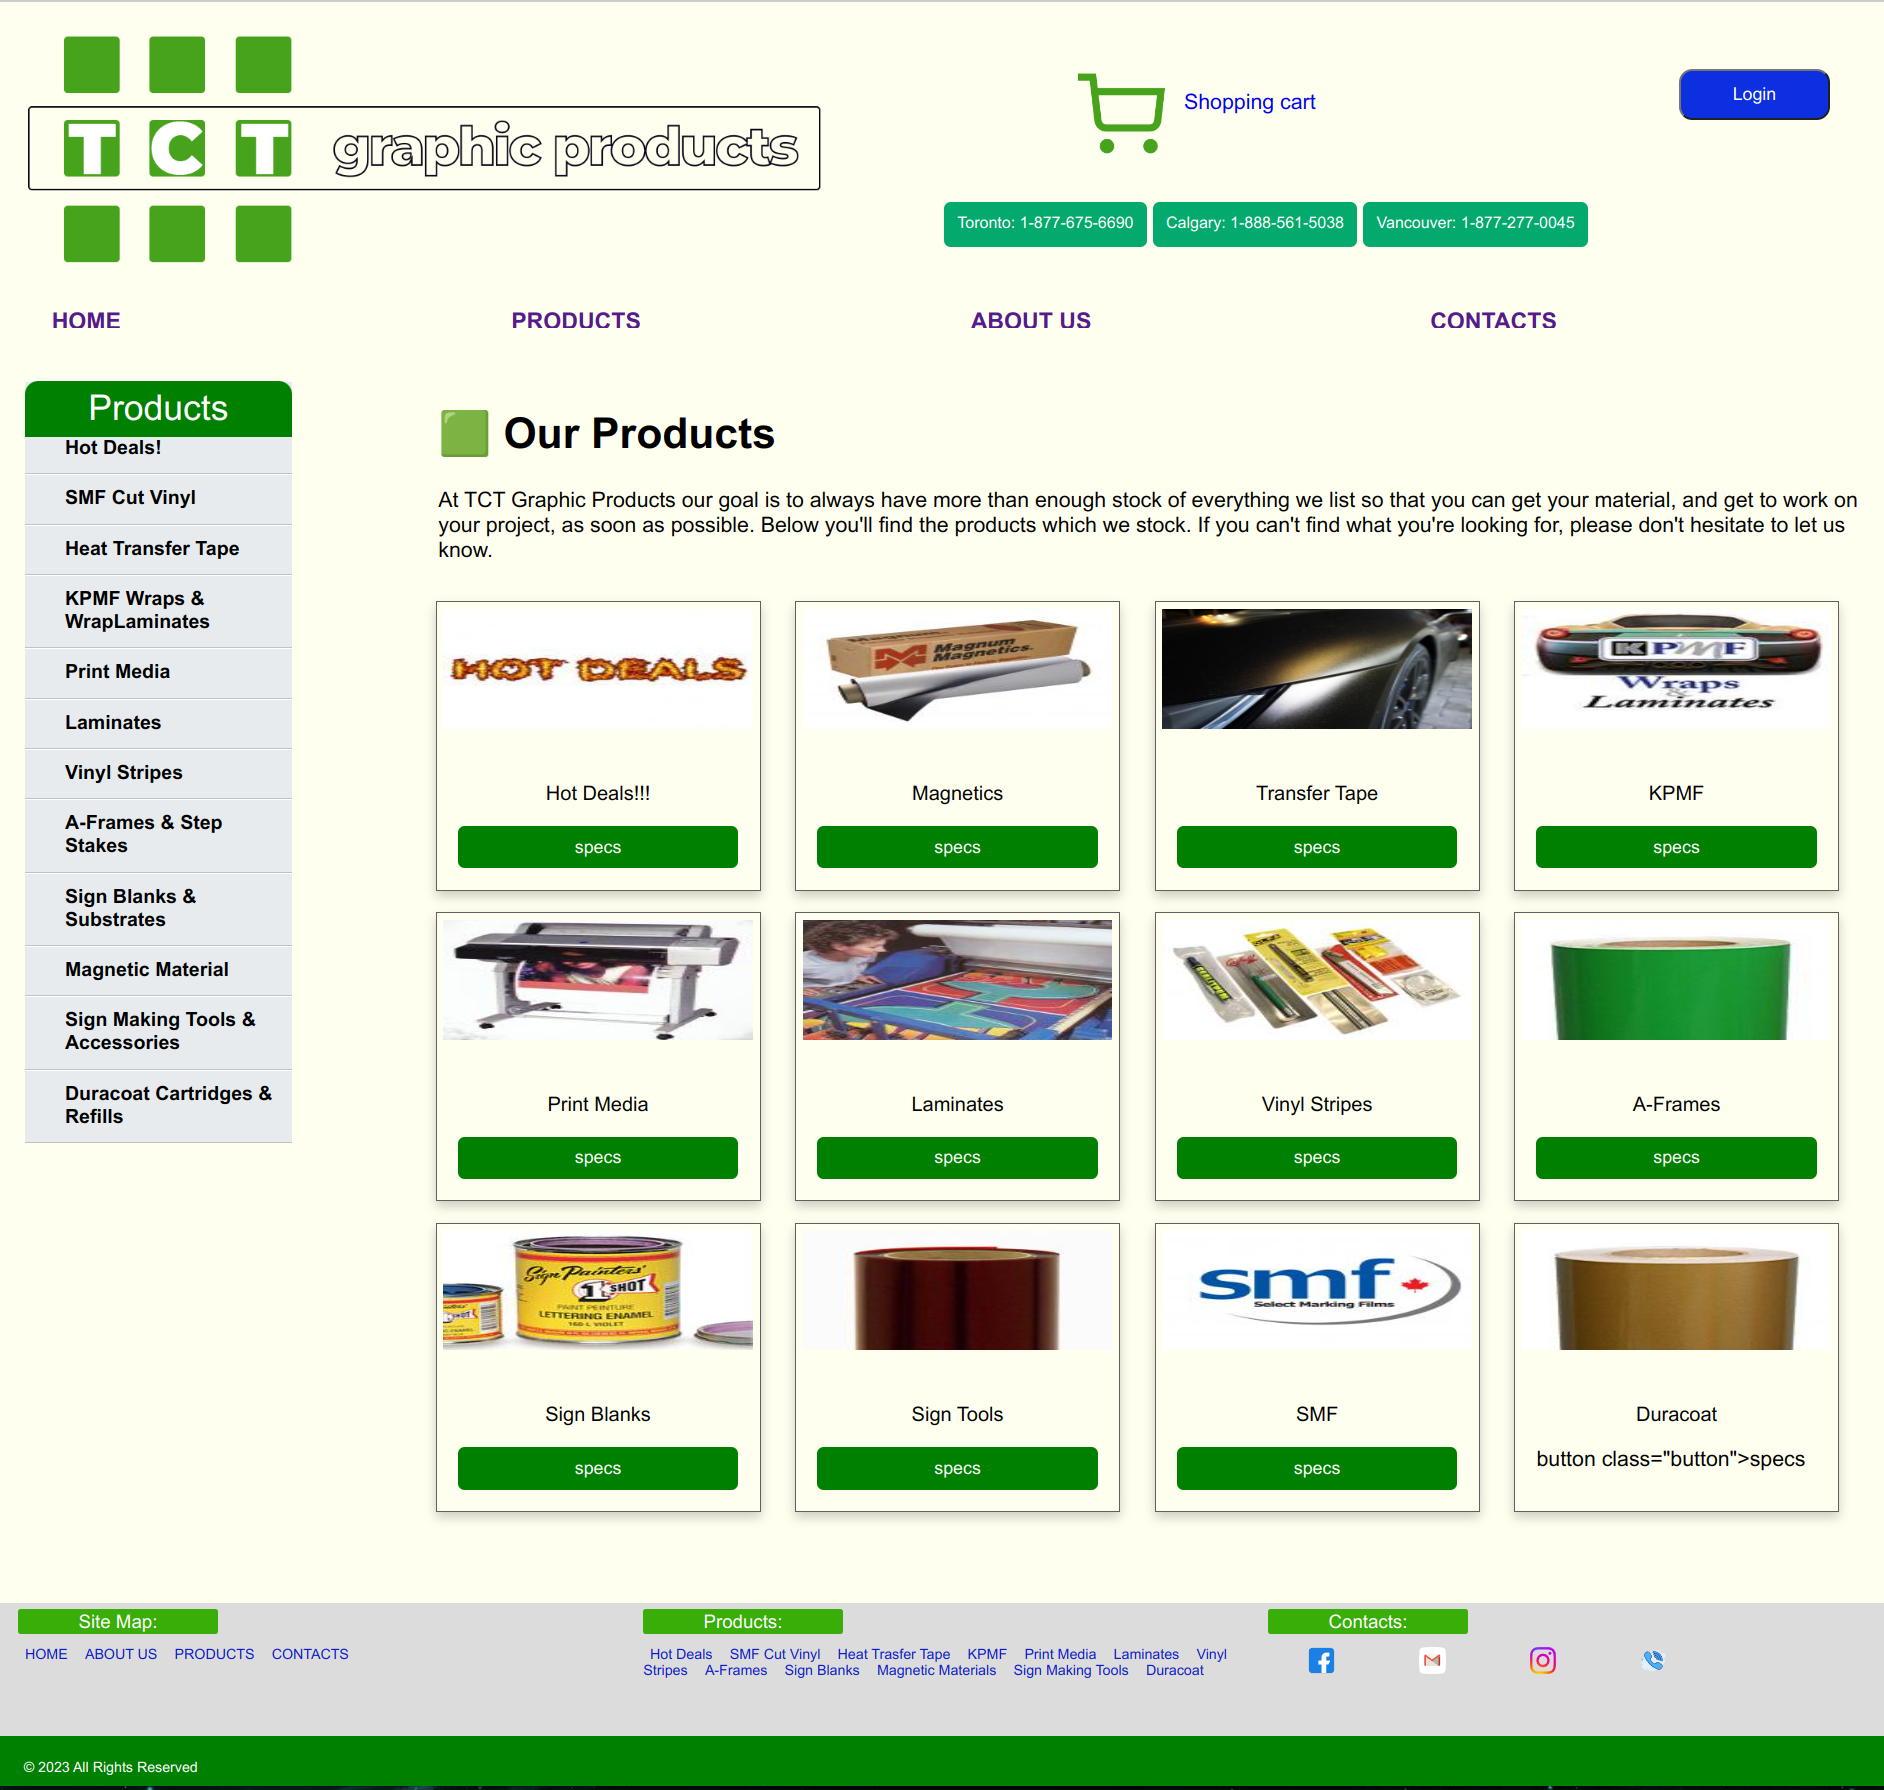 T C T graphic products
Shopping cart
Login
Toronto: 1-877-675-6690
Calgary: 1-888-561-5038
Vancouver: 1-877-277-0045
HOME
PRODUCTS
ABOUT US
CONTACTS
Products
Hot Deals!
SMF Cut Vinyl
Heat Transfer Tape
KPMF Wraps &
WrapLaminates
Print Media
Laminates
Vinyl Stripes
A-Frames & Step
Stakes
Sign Blanks &
Substrates
Magnetic Material
Sign Making Tools &
Accessories
Duracoat Cartridges &
Refills
Our Products
At TCT Graphic Products our goal is to always have more than enough stock of everything we list so that you can get your material, and get to work on
your project, as soon as possible. Below you'll find the products which we stock. If you can't find what you're looking for, please don't hesitate to let us
know.
HOT DEALS
Hot Deals!!!
specs
Magnum
Magnetics.
Magnetics
specs
Transfer Tape
specs
KPMF
Wraps
&
Laminates
KPMF
specs
Print Media
specs
Laminates
specs
Vinyl Stripes
specs
A-Frames
specs
Sign Painters'
1 SHOT
PAINT PEINTURE
LETTERING ENAMEL
160-L VIOLET
Sign Blanks
specs
Sign Tools
specs
smf
Select Marking Films
SMF
specs
Duracoat
button class="button">specs
Site Map:
HOME ABOUT US PRODUCTS CONTACTS
Products:
Hot Deals SMF Cut Vinyl Heat Trasfer Tape KPMF Print Media Laminates Vinyl
Stripes A-Frames Sign Blanks Magnetic Materials Sign Making Tools Duracoat
Contacts:
© 2023 All Rights Reserved